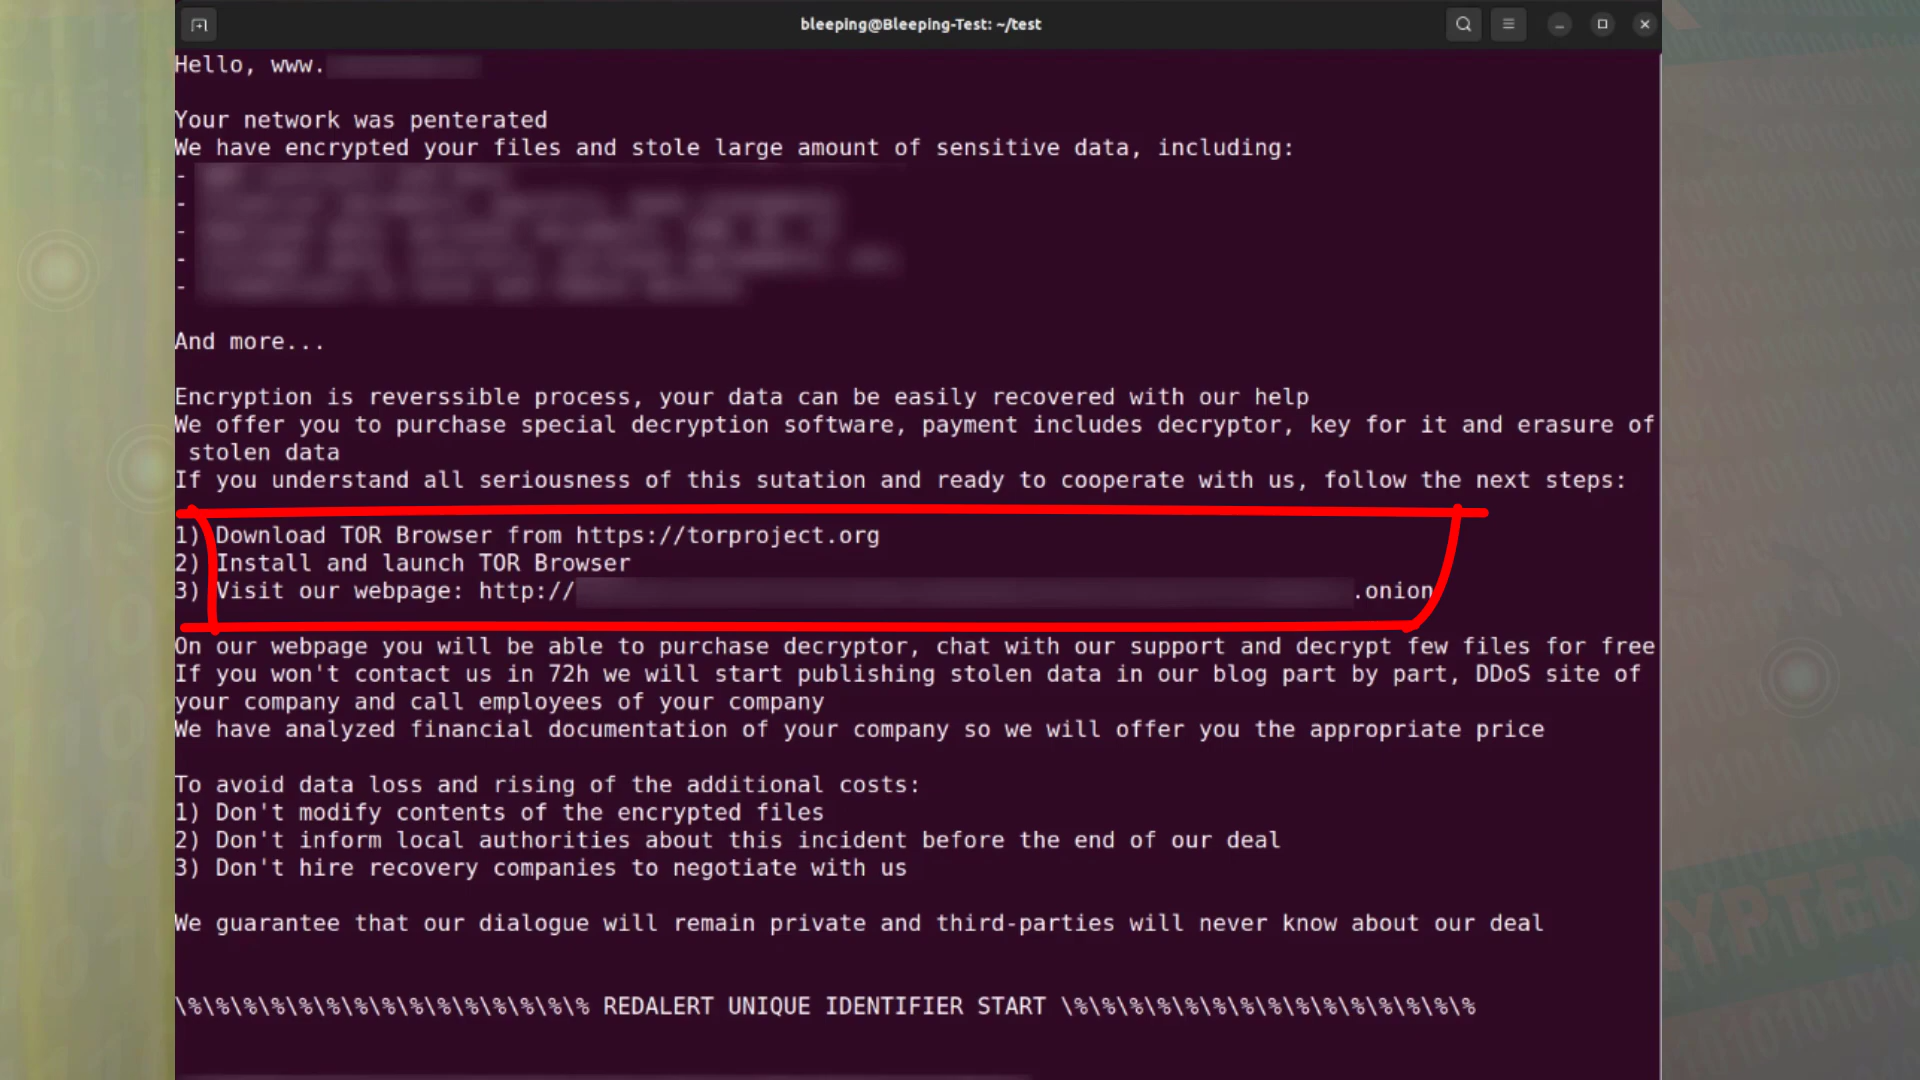 bleeping@Bleeping-Test: ~/test
Hello, www.
Your network was penterated
We have encrypted your files and stole large amount of sensitive data, including:
-
-
-
-
-
And more...
Encryption is reverssible process, your data can be easily recovered with our help
We offer you to purchase special decryption software, payment includes decryptor, key for it and erasure of
stolen data
If you understand all seriousness of this sutation and ready to cooperate with us, follow the next steps:
1) Download TOR Browser from https://torproject.org
2) Install and launch TOR Browser
3) Visit our webpage: http:// .onion
On our webpage you will be able to purchase decryptor, chat with our support and decrypt few files for free
If you won't contact us in 72h we will start publishing stolen data in our blog part by part, DDoS site of
your company and call employees of your company
We have analyzed financial documentation of your company so we will offer you the appropriate price
To avoid data loss and rising of the additional costs:
1) Don't modify contents of the encrypted files
2) Don't inform local authorities about this incident before the end of our deal
3) Don't hire recovery companies to negotiate with us
We guarantee that our dialogue will remain private and third-parties will never know about our deal
\%\%\%\%\%\%\%\%\%\%\%\%\%\%\% REDALERT UNIQUE IDENTIFIER START \%\%\%\%\%\%\%\%\%\%\%\%\%\%\%